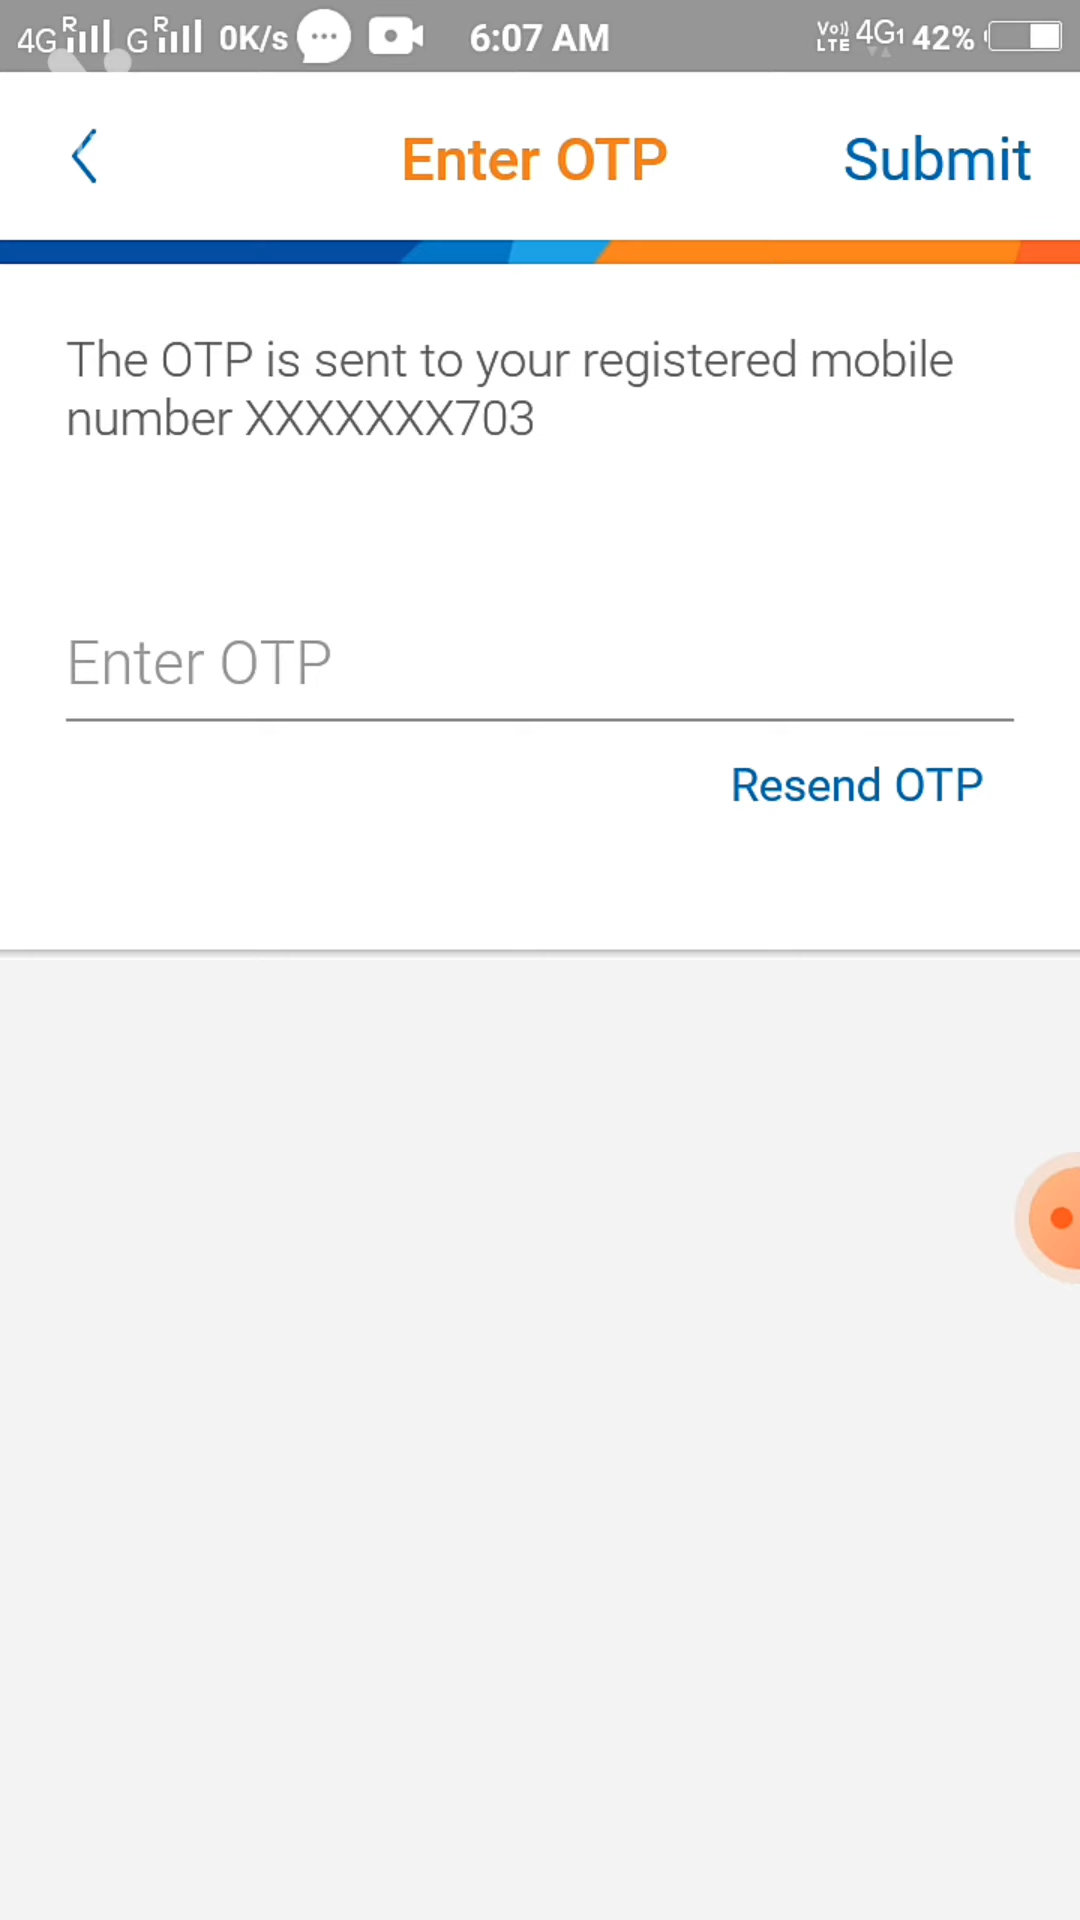 4G R G R 0K/s 6:07 AM Vo)) LTE 4G1 42%
Enter OTP Submit
The OTP is sent to your registered mobile
number XXXXXXX703
Enter OTP
Resend OTP